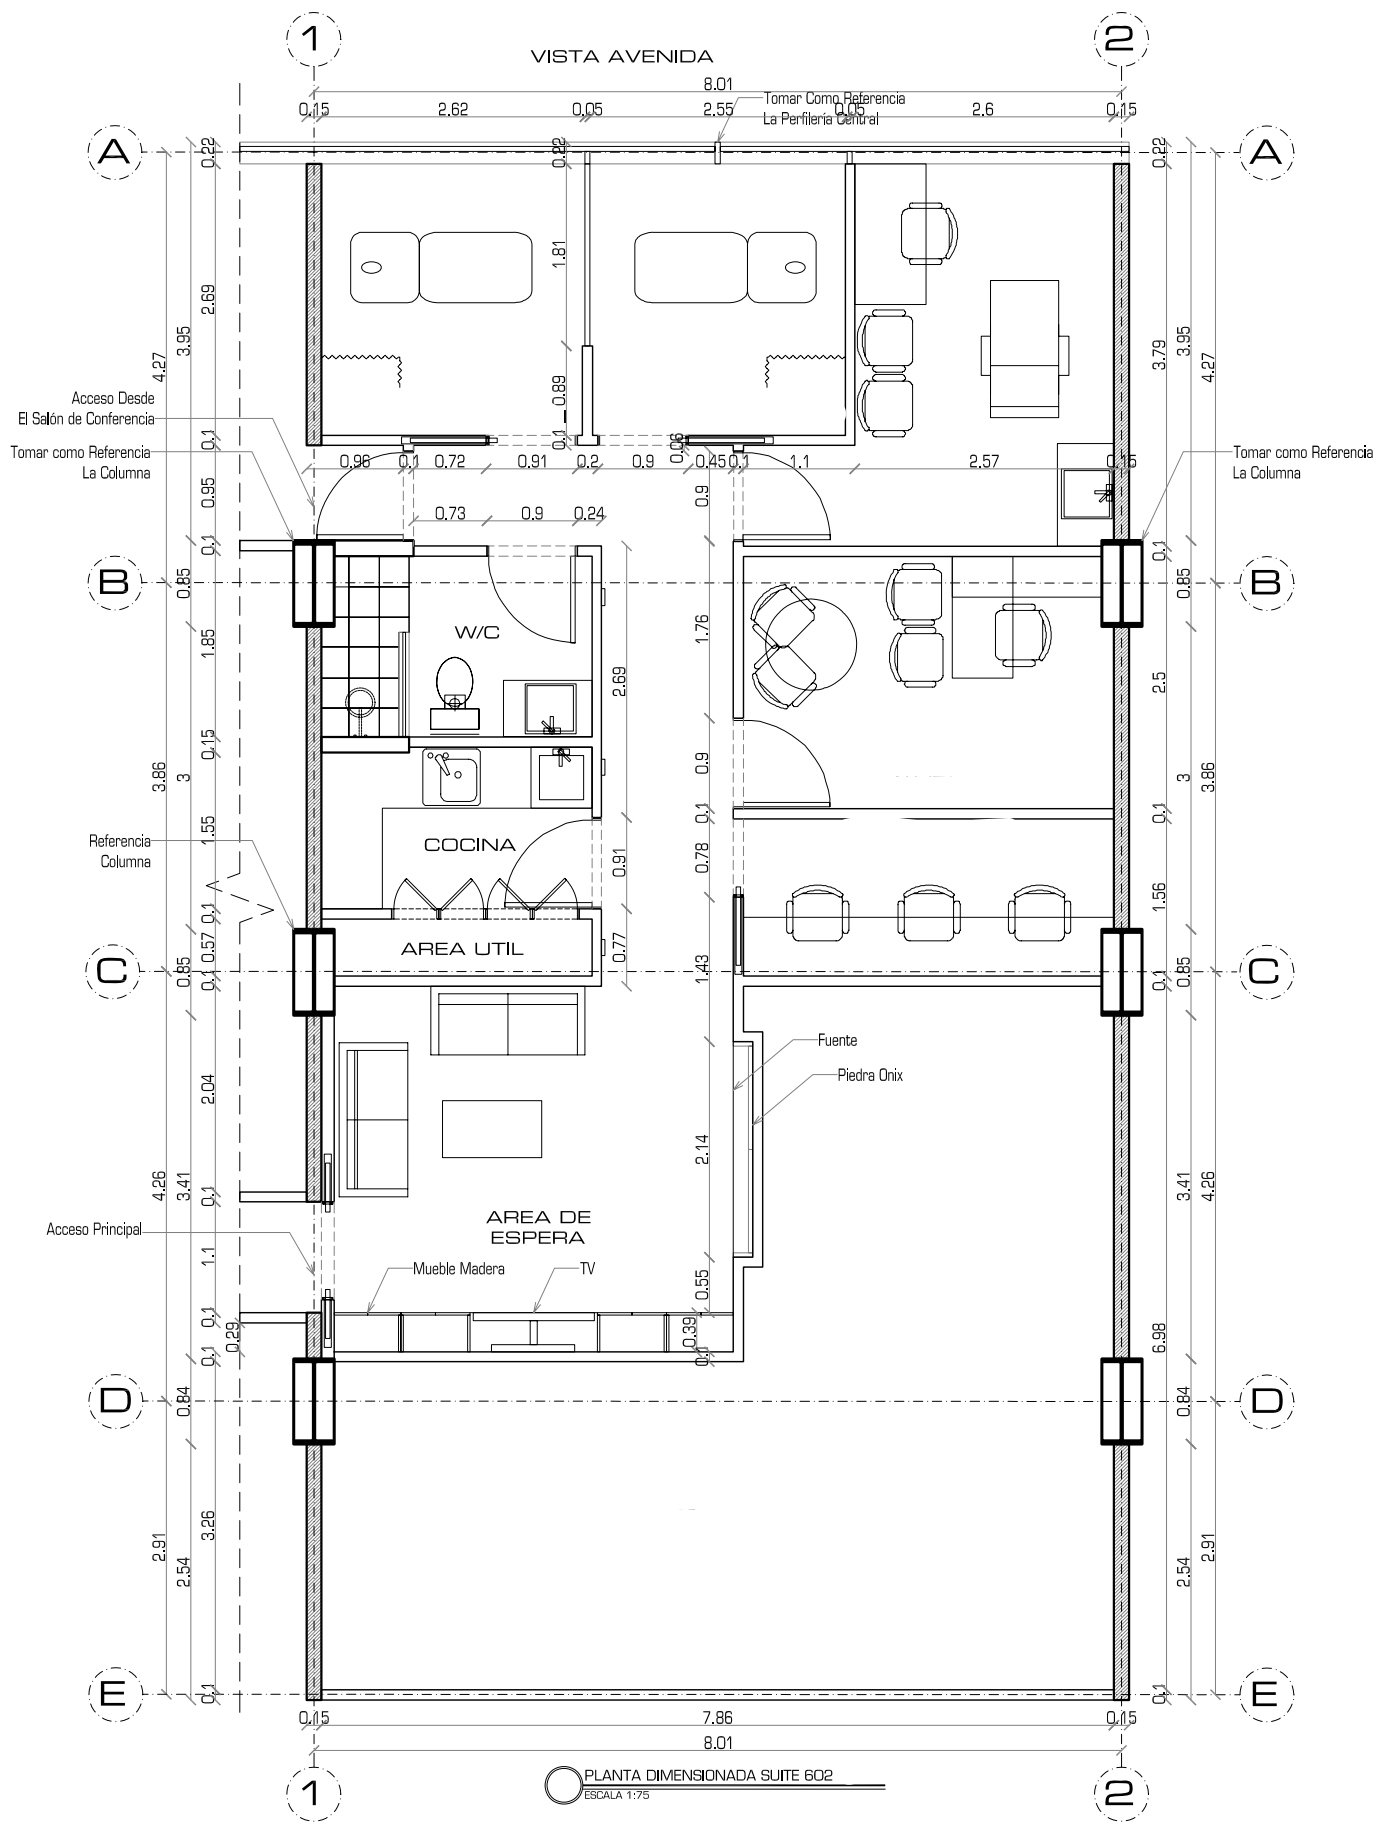 1
2
VISTA AVENIDA
8.01
Tomar Como Referencia
La Perfilería Central
0.15
2.62
0.05
2.55
0.05
2.6
0.15
A
A
0.22
0.22
0.22
2.69
3.95
4.27
1.81
0.89
0.1
3.79
3.95
4.27
Acceso Desde
El Salón de Conferencia
Tomar como Referencia
La Columna
Tomar como Referencia
La Columna
0.1
0.06
0.96
0.1
0.72
0.91
0.2
0.9
0.45
0.1
1.1
2.57
0.15
0.95
0.9
0.73
0.9
0.24
0.1
0.1
B
B
0.85
0.85
W/C
1.85
1.76
2.69
2.5
0.15
3.86
3
0.9
3
3.86
1.55
0.1
0.1
Referencia
Columna
COCINA
0.91
0.78
1.56
0.1
AREA UTIL
0.57
0.77
C
C
0.85
0.1
1.43
0.1
0.85
Fuente
Piedra Onix
2.04
2.14
4.26
3.41
0.1
3.41
4.26
Acceso Principal
AREA DE
ESPERA
1.1
Mueble Madera
TV
0.55
0.1
0.29
0.39
6.98
0.1
0.1
D
D
0.84
0.84
3.26
2.91
2.54
2.54
2.91
E
E
0.1
0.1
0.15
7.86
0.15
8.01
1
2
PLANTA DIMENSIONADA SUITE 602
ESCALA 1:75